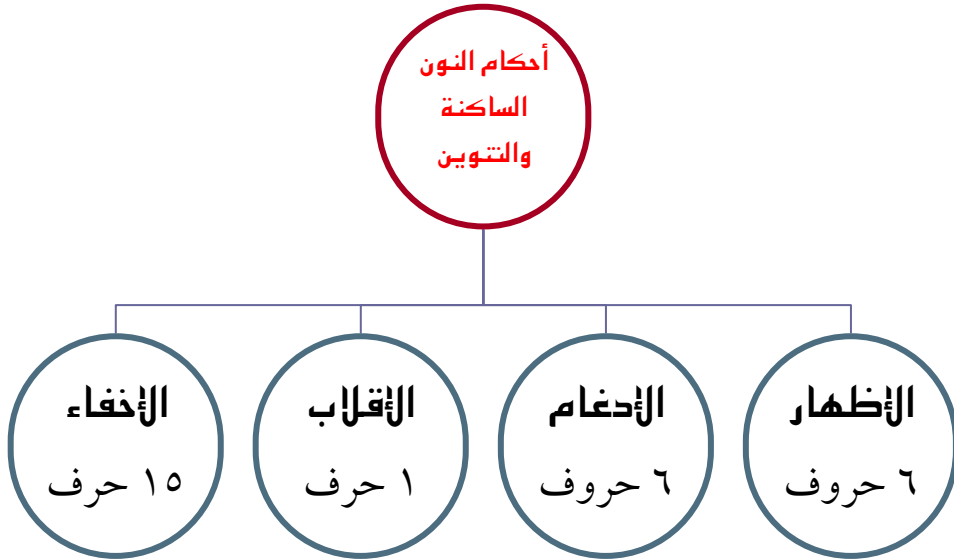 أحكام النون
الساكنة
والتنوين
الإظهار
٦ حروف
الإدغام
٦ حروف
الإقلاب
١ حرف
الإخفاء
١٥ حرف